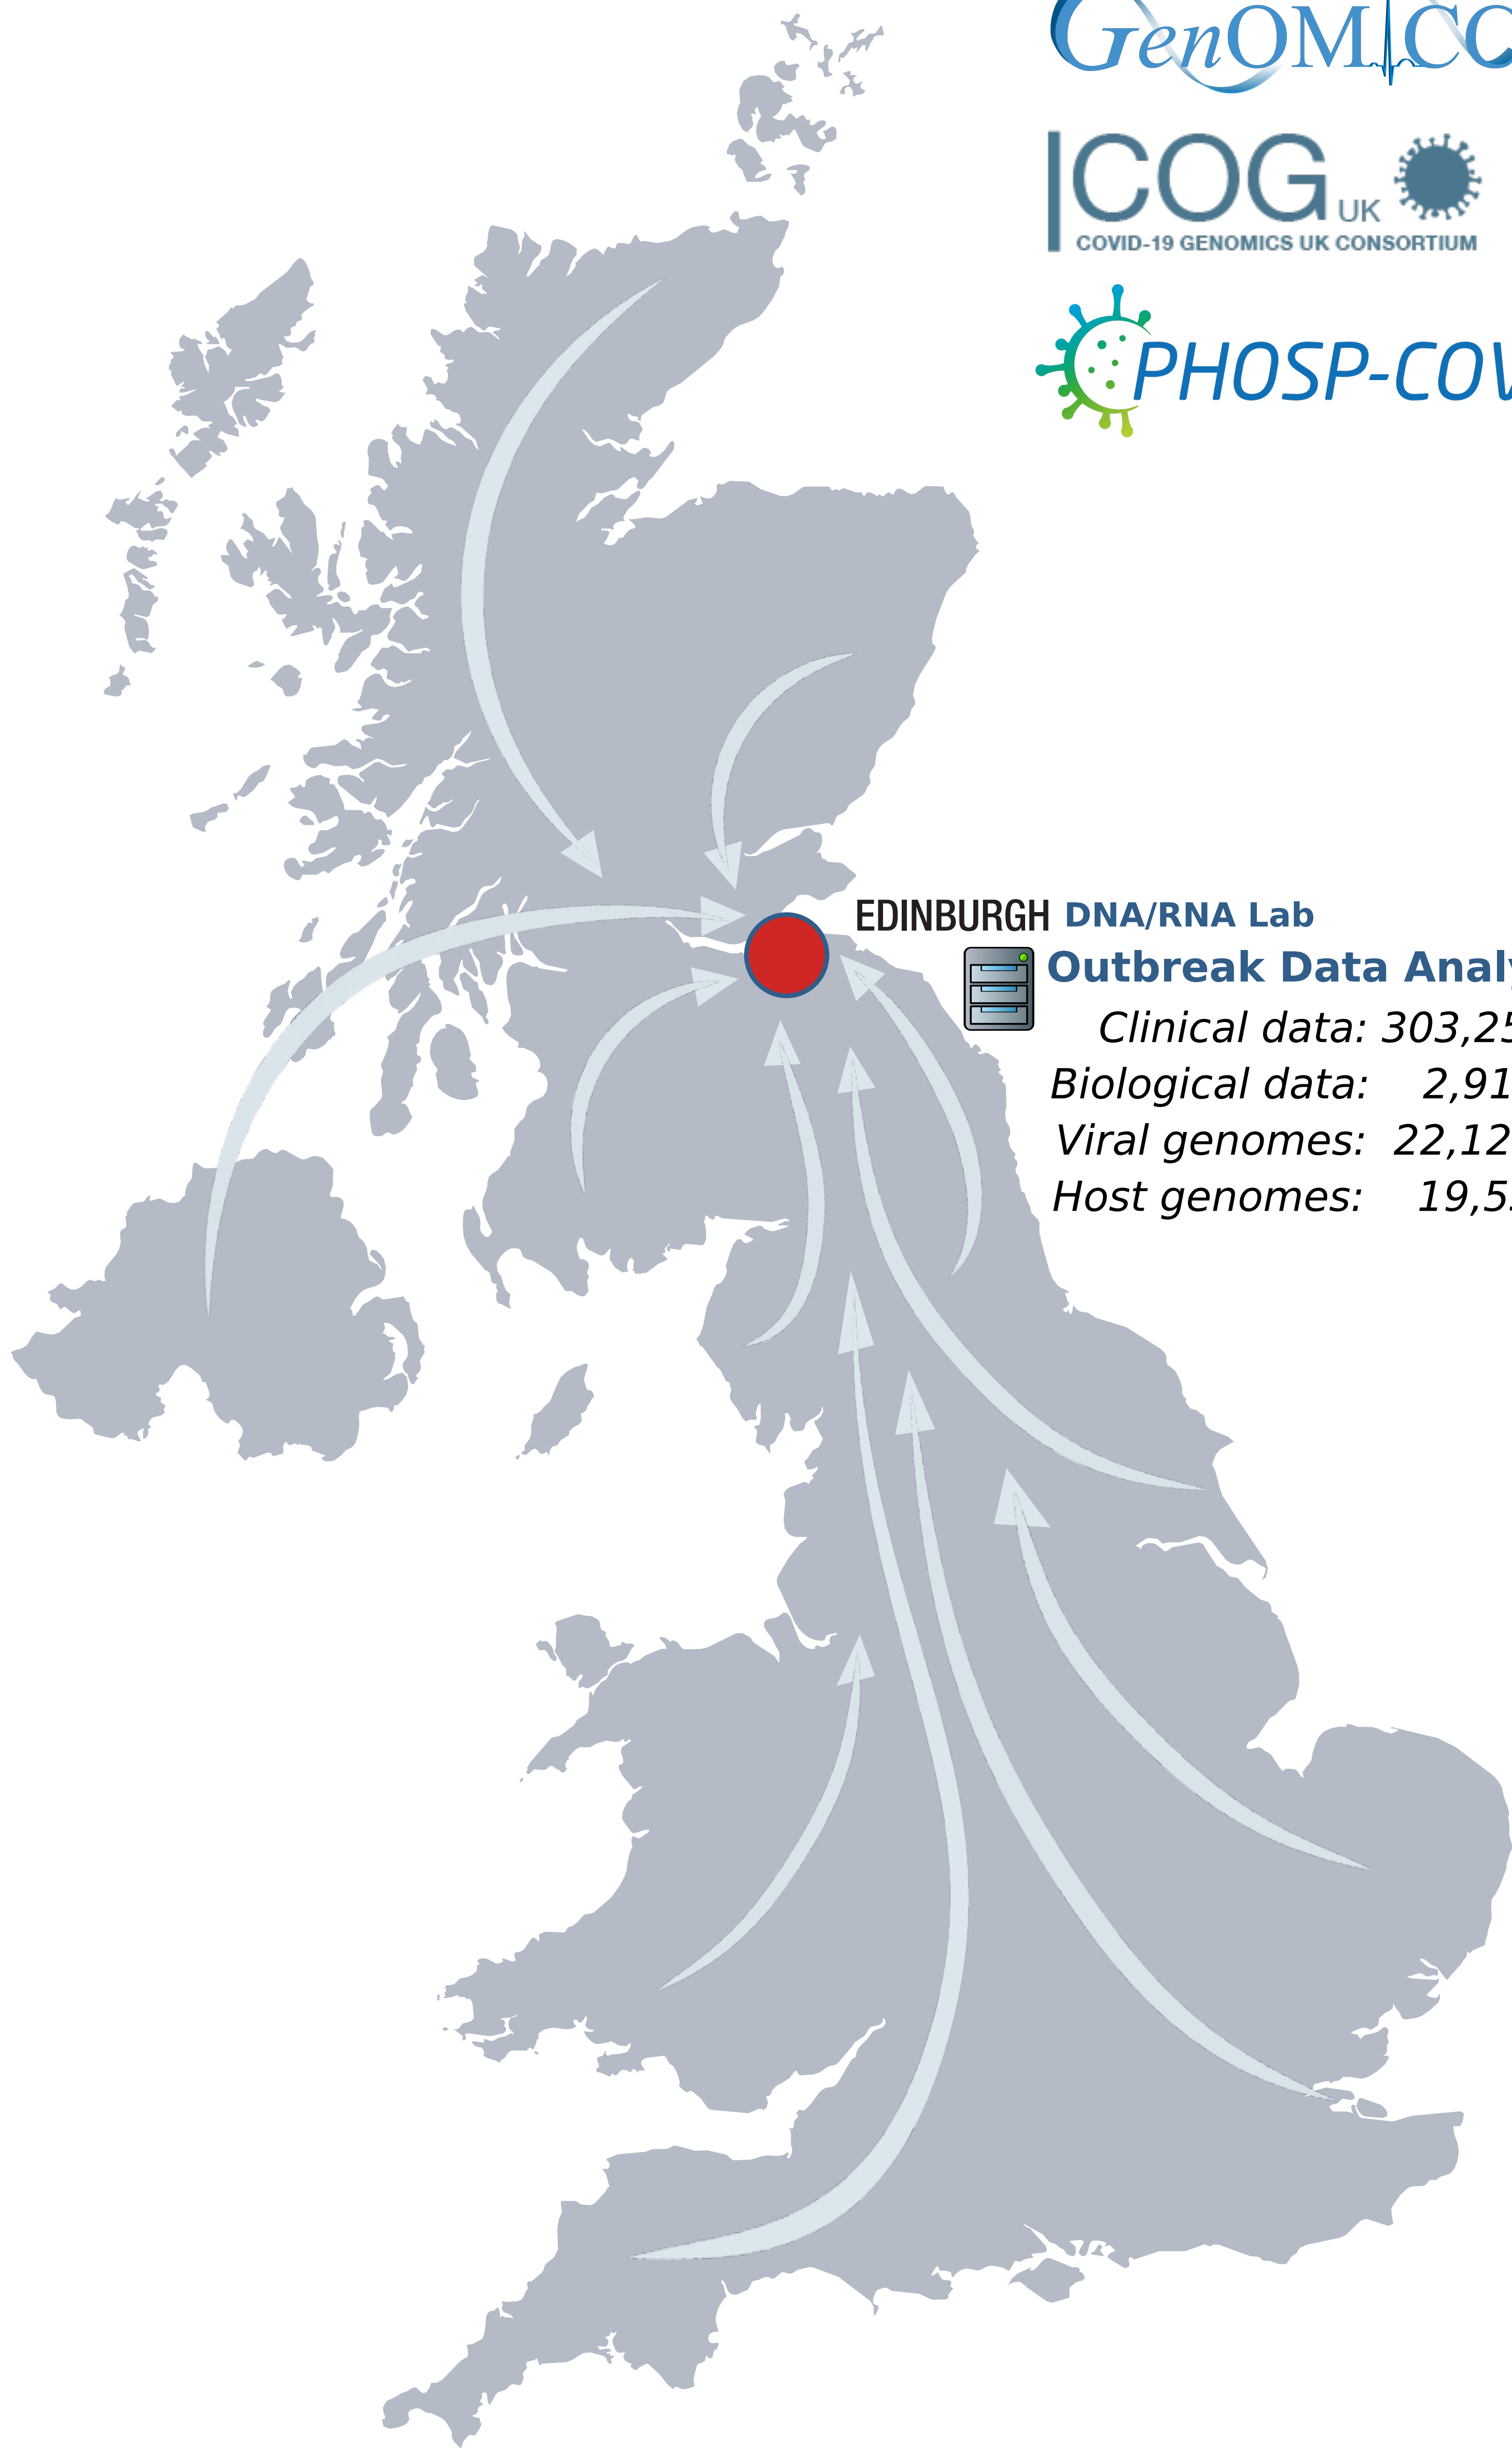 GenOMICC
COG UK
COVID-19 GENOMICS UK CONSORTIUM
PHOSP-COV
EDINBURGH DNA/RNA Lab
Outbreak Data Analy
Clinical data: 303,25
Biological data: 2,91
Viral genomes: 22,12
Host genomes: 19,5